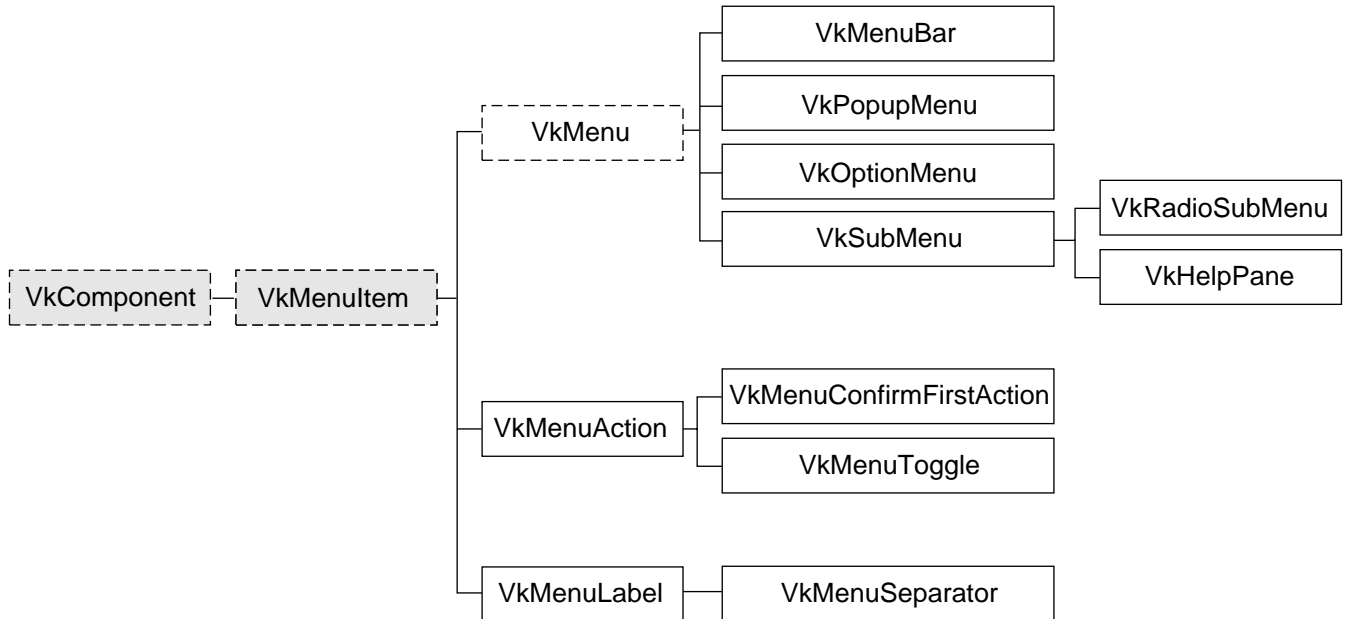 VkMenuBar
VkPopupMenu
VkMenu
VkOptionMenu
VkRadioSubMenu
VkSubMenu
VkHelpPane
VkComponent
VkMenuItem
VkMenuConfirmFirstAction
VkMenuAction
VkMenuToggle
VkMenuLabel
VkMenuSeparator